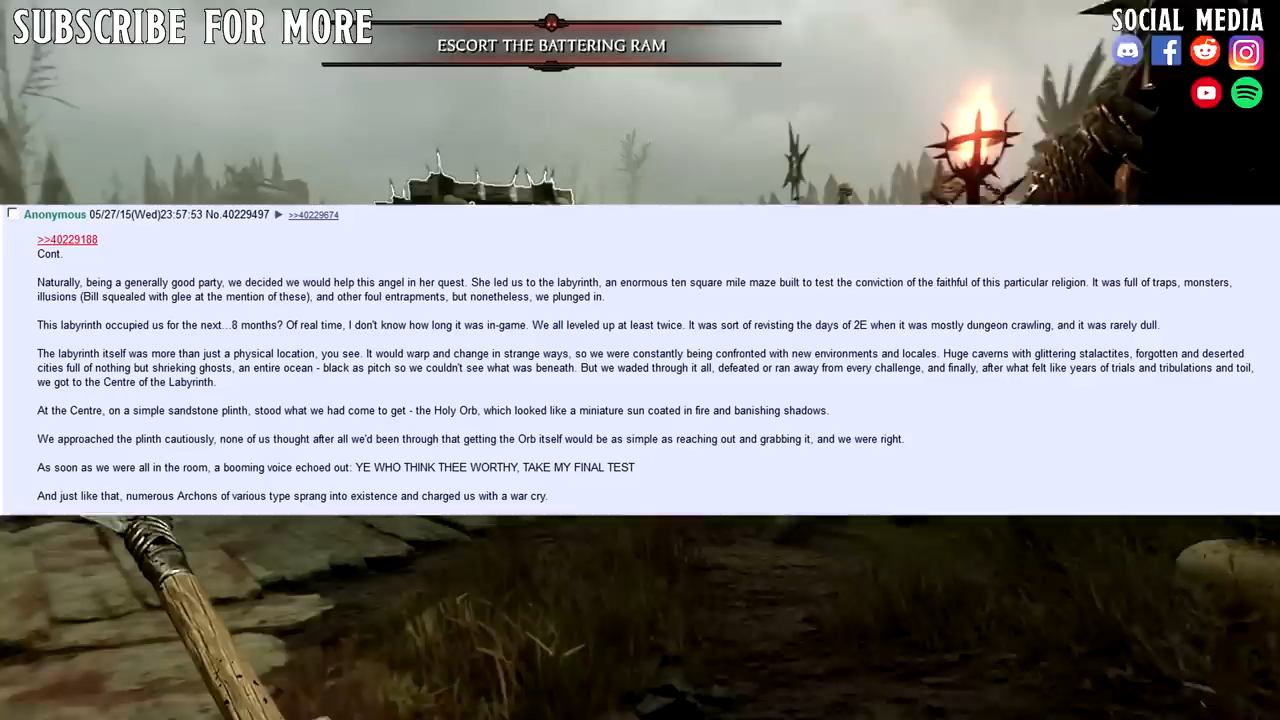 SUBSCRIBE FOR MORE
ESCORT THE BATTERING RAM
SOCIAL MEDIA
Anonymous 05/27/15(Wed)23:57:53 No.40229497 ▶ >>40229674
>>40229188
Cont.
Naturally, being a generally good party, we decided we would help this angel in her quest. She led us to the labyrinth, an enormous ten square mile maze built to test the conviction of the faithful of this particular religion. It was full of traps, monsters,
illusions (Bill squealed with glee at the mention of these), and other foul entrapments, but nonetheless, we plunged in.
This labyrinth occupied us for the next...8 months? Of real time, I don't know how long it was in-game. We all leveled up at least twice. It was sort of revisting the days of 2E when it was mostly dungeon crawling, and it was rarely dull.
The labyrinth itself was more than just a physical location, you see. It would warp and change in strange ways, so we were constantly being confronted with new environments and locales. Huge caverns with glittering stalactites, forgotten and deserted
cities full of nothing but shrieking ghosts, an entire ocean - black as pitch so we couldn't see what was beneath. But we waded through it all, defeated or ran away from every challenge, and finally, after what felt like years of trials and tribulations and toil,
we got to the Centre of the Labyrinth.
At the Centre, on a simple sandstone plinth, stood what we had come to get - the Holy Orb, which looked like a miniature sun coated in fire and banishing shadows.
We approached the plinth cautiously, none of us thought after all we'd been through that getting the Orb itself would be as simple as reaching out and grabbing it, and we were right.
As soon as we were all in the room, a booming voice echoed out: YE WHO THINK THEE WORTHY, TAKE MY FINAL TEST
And just like that, numerous Archons of various type sprang into existence and charged us with a war cry.